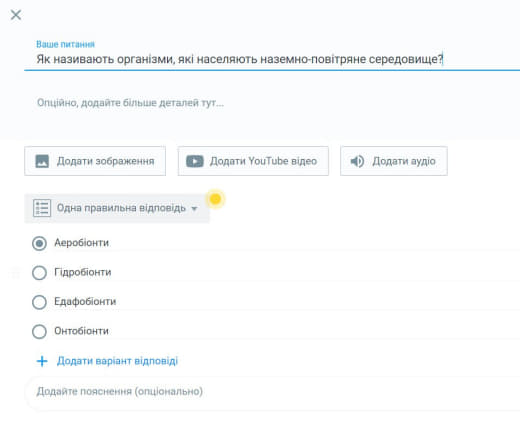 Ваше питання
Як називають організми, які населяють наземно-повітряне середовище?
Опційно, додайте більше деталей тут...
Додати зображення
Додати YouTube відео
Додати аудіо
Одна правильна відповідь
Аеробіонти
Гідробіонти
Едафобіонти
Онтобіонти
Додати варіант відповіді
Додайте пояснення (опціонально)